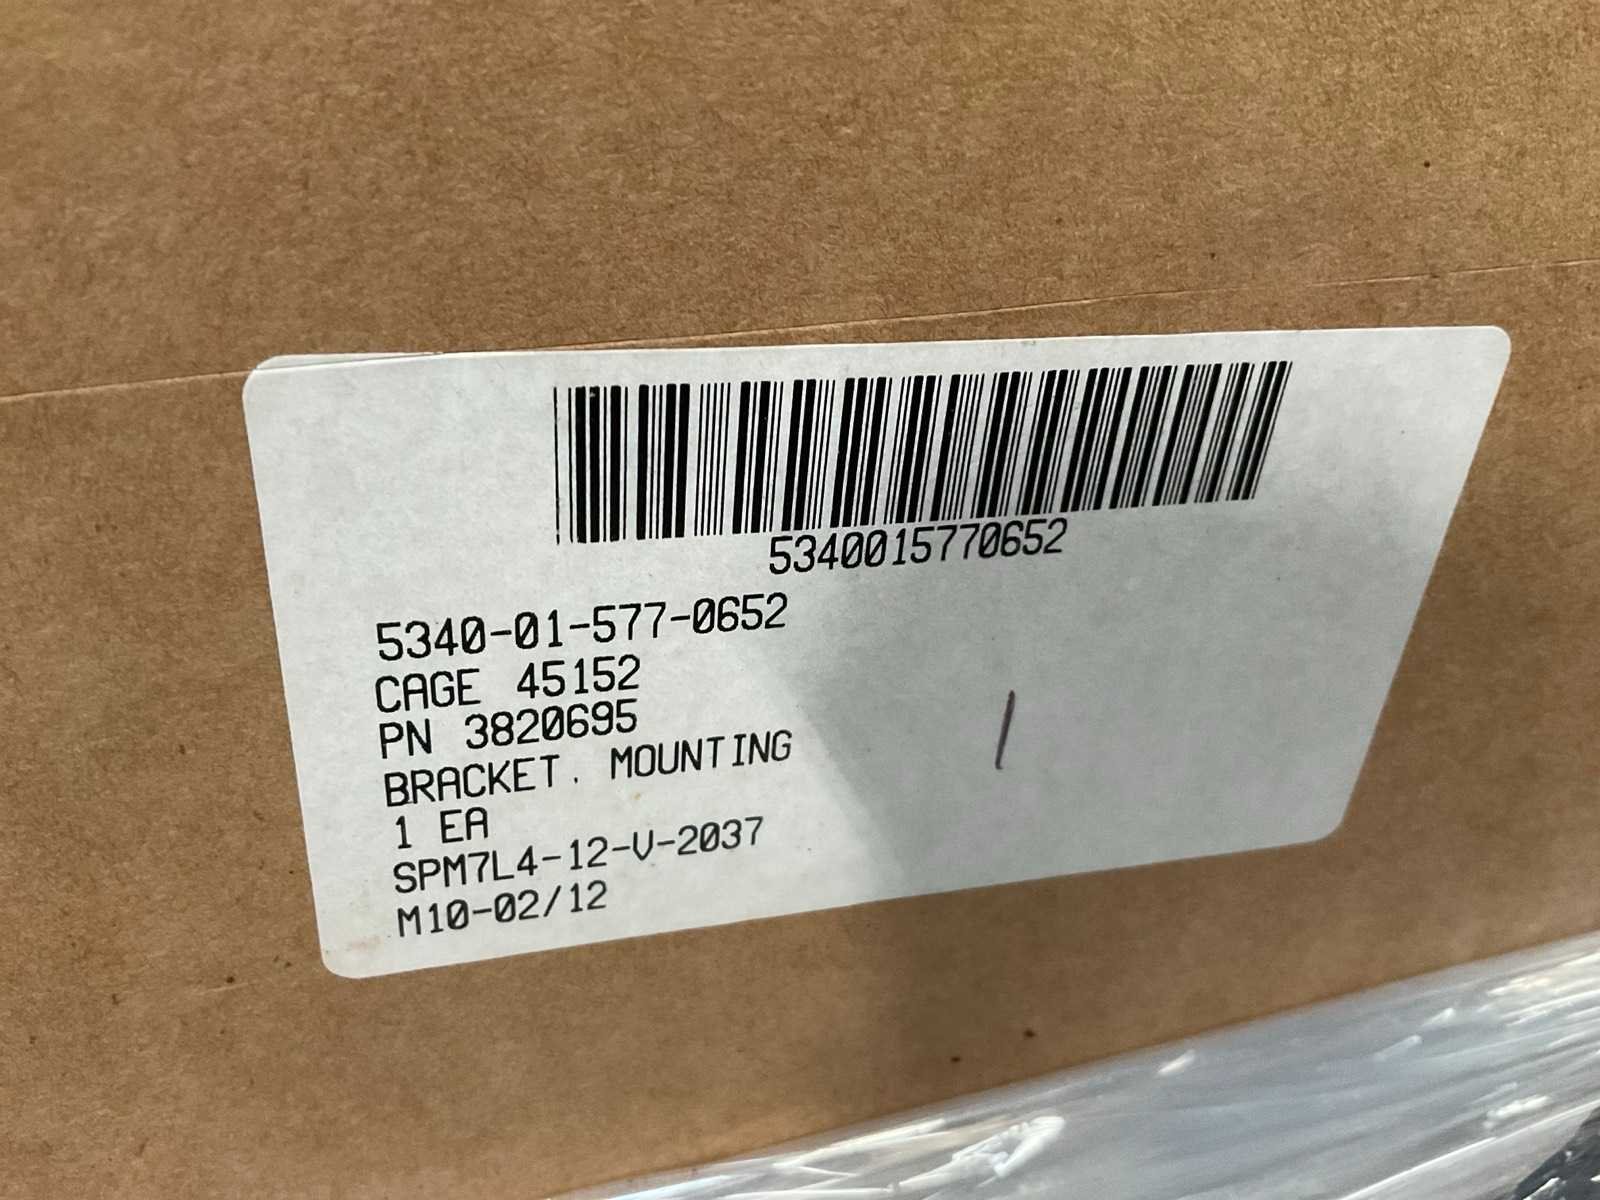 5340015770652
5340-01-577-0652
CAGE 45152
PN 3820695
BRACKET. MOUNTING
1 EA
SPM7L4-12-V-2037
M10-02/12
1